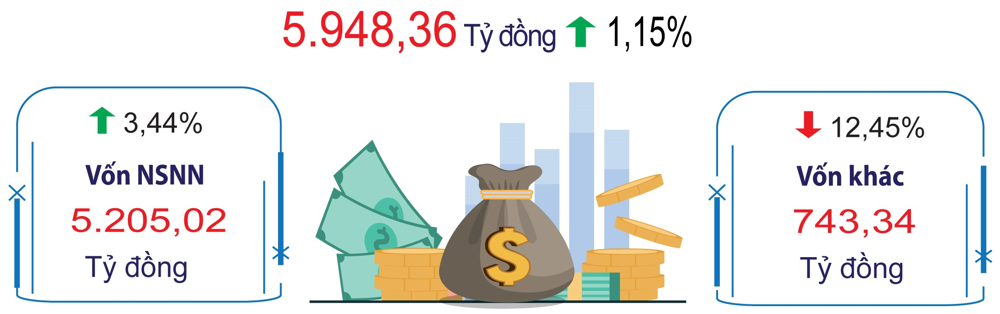 5.948,36 Tỷ đồng 1,15%
3,44%
Vốn NSNN
5.205,02
Tỷ đồng
$
12,45%
Vốn khác
743,34
Tỷ đồng